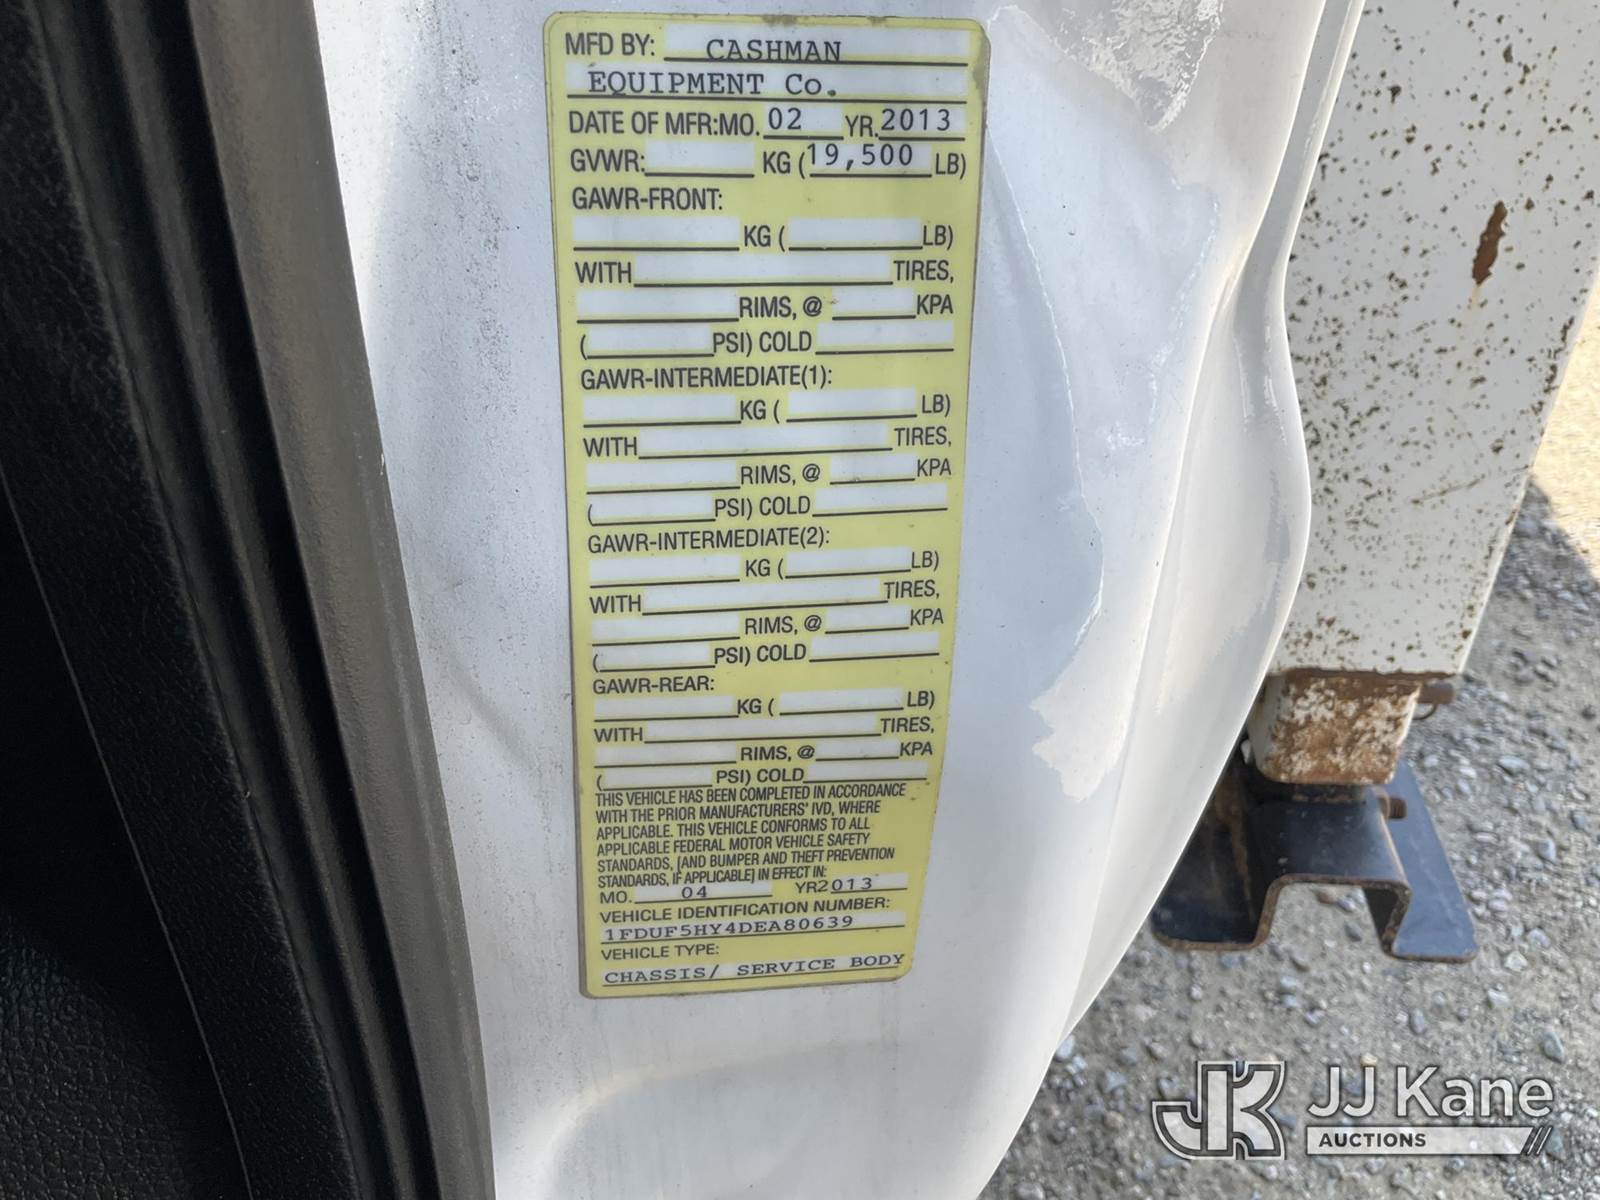 MFD BY: CASHMAN
EQUIPMENT Co.
DATE OF MFR:MO. 02 YR. 2013
GVWR: KG (19,500 LB)
GAWR-FRONT:
KG ( LB)
WITH TIRES,
RIMS, @ KPA
( PSI) COLD
GAWR-INTERMEDIATE(1):
KG ( LB)
WITH TIRES,
RIMS, @ KPA
( PSI) COLD
GAWR-INTERMEDIATE(2):
KG ( LB)
WITH TIRES,
RIMS, @ KPA
( PSI) COLD
GAWR-REAR:
KG ( LB)
WITH TIRES,
RIMS, @ KPA
( PSI) COLD
THIS VEHICLE HAS BEEN COMPLETED IN ACCORDANCE
WITH THE PRIOR MANUFACTURERS' IVD, WHERE
APPLICABLE. THIS VEHICLE CONFORMS TO ALL
APPLICABLE FEDERAL MOTOR VEHICLE SAFETY
STANDARDS, [AND BUMPER AND THEFT PREVENTION
STANDARDS, IF APPLICABLE] IN EFFECT IN:
MO. 04 YR 2013
VEHICLE IDENTIFICATION NUMBER:
1FDUF5HY4DEA80639
VEHICLE TYPE:
CHASSIS/ SERVICE BODY
JK JJ Kane
AUCTIONS